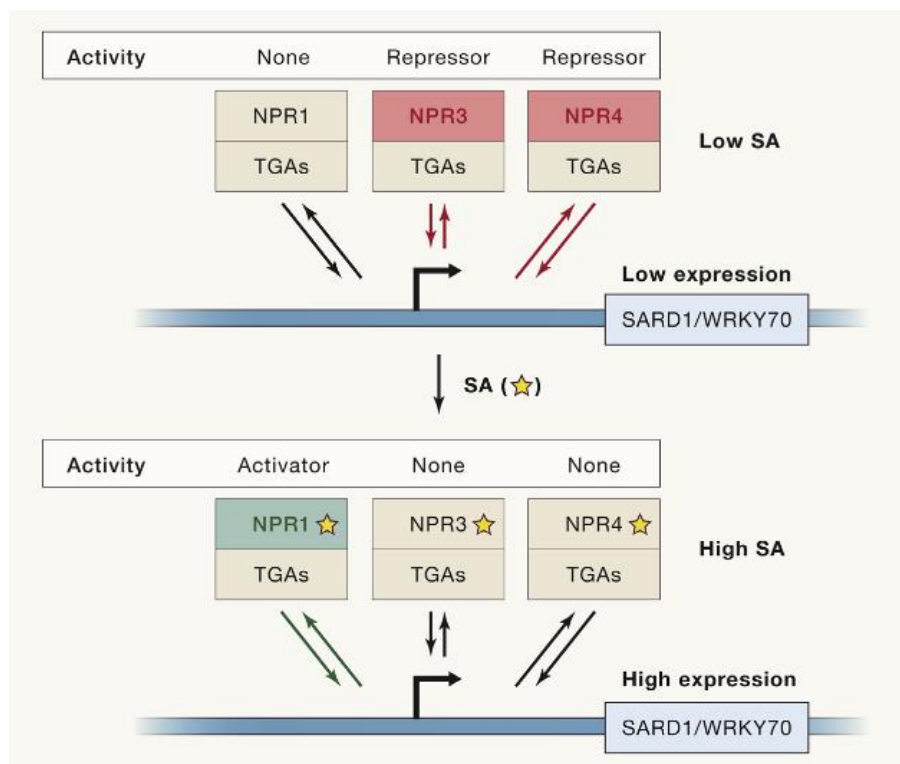 Activity None Repressor Repressor
NPR1 NPR3 NPR4
Low SA
TGAs TGAs TGAs
Low expression
SARD1/WRKY70
SA (☆)
Activity Activator None None
NPR1 NPR3 NPR4
High SA
TGAs TGAs TGAs
High expression
SARD1/WRKY70